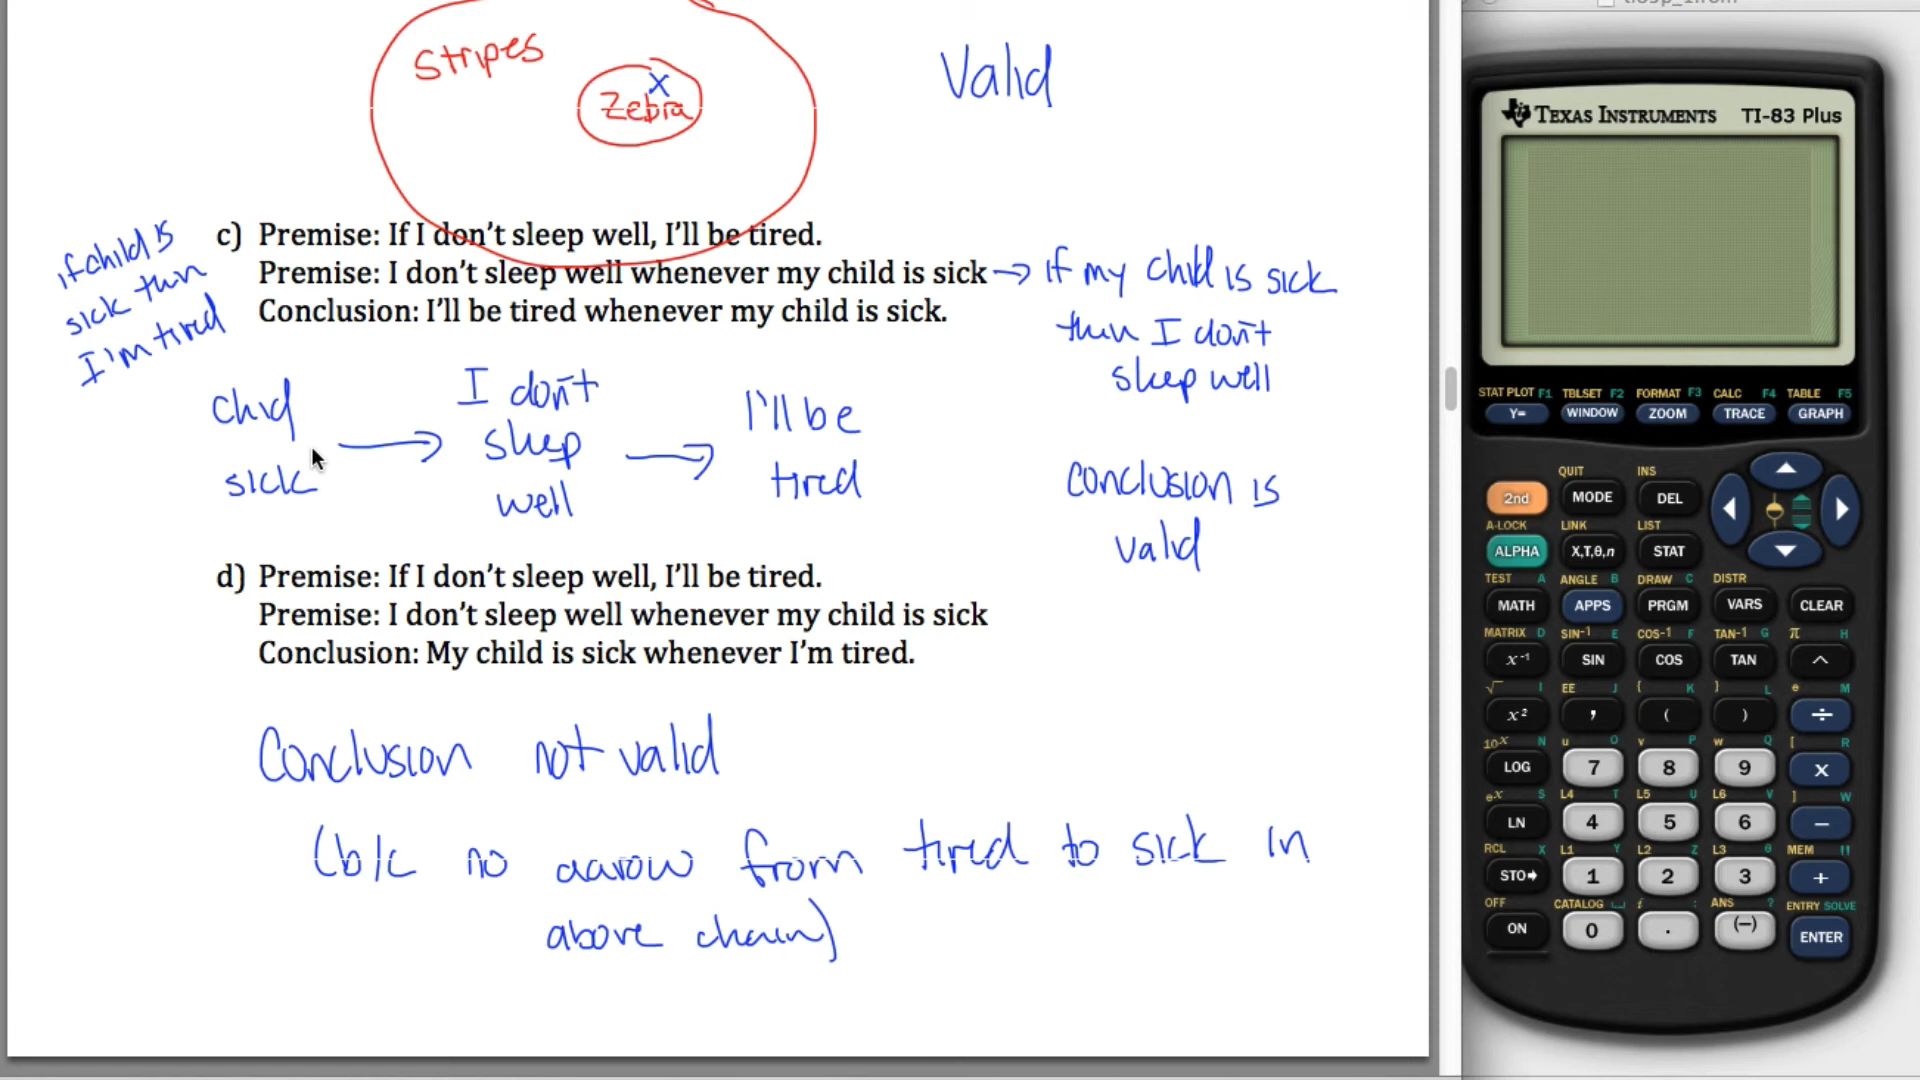 Stripes
x
Zebra
Valid
c) Premise: If I don't sleep well, I'll be tired.
Premise: I don't sleep well whenever my child is sick
Conclusion: I'll be tired whenever my child is sick.
if child is
sick then
I'm tired
→ if my child is sick
then I don't
sleep well
chid
sick
→
I don't
sleep
well
→
I'll be
tired
conclusion is
valid
d) Premise: If I don't sleep well, I'll be tired.
Premise: I don't sleep well whenever my child is sick
Conclusion: My child is sick whenever I'm tired.
Conclusion not valid
(b/c no aarow from tired to sick in
above chain)
TEXAS INSTRUMENTS TI-83 Plus
STAT PLOT F1 TBLSET F2 FORMAT F3 CALC F4 TABLE F5
Y= WINDOW ZOOM TRACE GRAPH
QUIT INS
2nd MODE DEL
A-LOCK LINK LIST
ALPHA X,T,θ,n STAT
TEST A ANGLE B DRAW C DISTR
MATH APPS PRGM VARS CLEAR
MATRIX D SIN⁻¹ E COS⁻¹ F TAN⁻¹ G π H
x⁻¹ SIN COS TAN ^
√ I EE J { K } L e M
x² , ( ) ÷
10ˣ N u O v P w Q [ R
LOG 7 8 9 x
eˣ S L4 T L5 U L6 V ] W
LN 4 5 6 −
RCL X L1 Y L2 Z L3 θ MEM "
STO➔ 1 2 3 +
OFF CATALOG ⎵ i : ANS ? ENTRY SOLVE
ON 0 . (−) ENTER